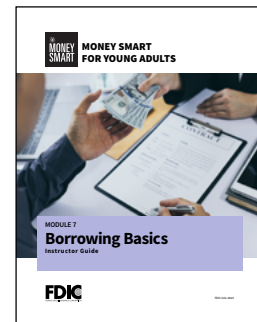 MONEY
SMART
MONEY SMART
FOR YOUNG ADULTS
CONTRACT
MODULE 7
Borrowing Basics
Instructor Guide
FDIC